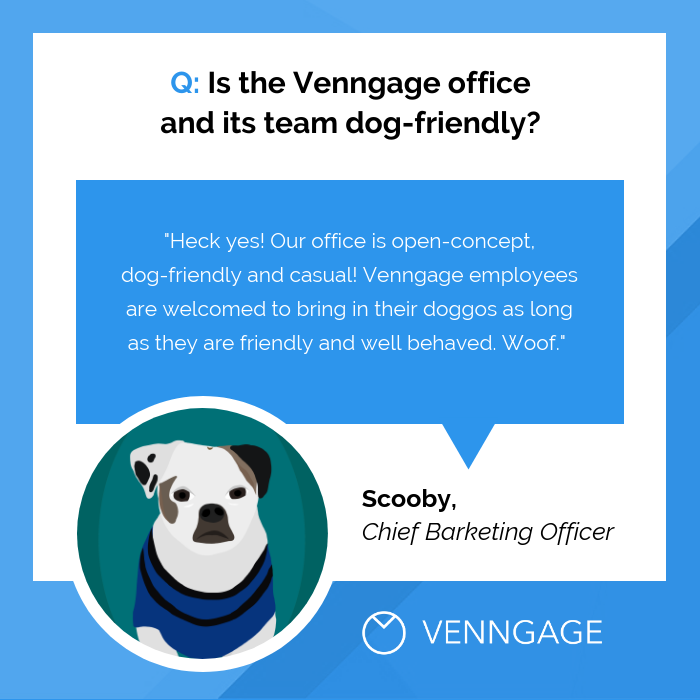 Q: Is the Venngage office
and its team dog-friendly?
"Heck yes! Our office is open-concept,
dog-friendly and casual! Venngage employees
are welcomed to bring in their doggos as long
as they are friendly and well behaved. Woof."
Scooby,
Chief Barketing Officer
VENNGAGE